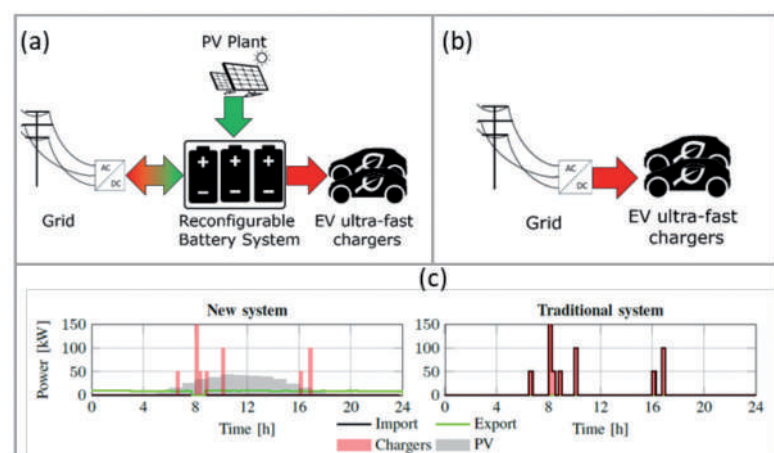 (a)
PV Plant
AC
DC
+ + +
− − −
Grid
Reconfigurable
Battery System
EV ultra-fast
chargers
(b)
AC
DC
Grid
EV ultra-fast
chargers
(c)
New system
Power [kW]
150
100
50
0
0 4 8 12 16 20 24
Time [h]
Traditional system
150
100
50
0
0 4 8 12 16 20 24
Time [h]
Import Export
Chargers PV